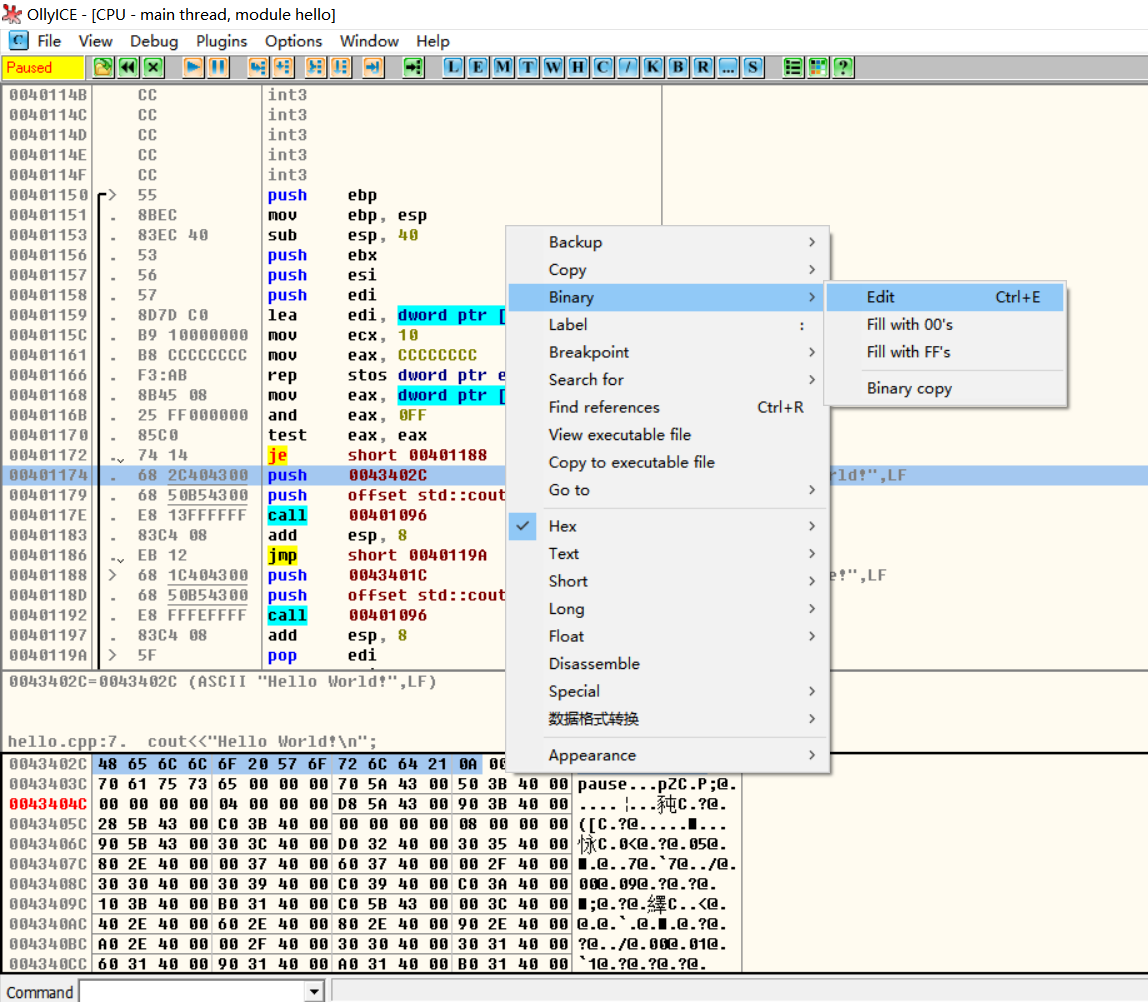 OllyICE - [CPU - main thread, module hello]
C File View Debug Plugins Options Window Help
Paused L E M T W H C / K B R ... S ?
0040114B CC int3
0040114C CC int3
0040114D CC int3
0040114E CC int3
0040114F CC int3
00401150 > 55 push ebp
00401151 . 8BEC mov ebp, esp
00401153 . 83EC 40 sub esp, 40
00401156 . 53 push ebx
00401157 . 56 push esi
00401158 . 57 push edi
00401159 . 8D7D C0 lea edi, dword ptr [
0040115C . B9 10000000 mov ecx, 10
00401161 . B8 CCCCCCCC mov eax, CCCCCCCC
00401166 . F3:AB rep stos dword ptr e
00401168 . 8B45 08 mov eax, dword ptr [
0040116B . 25 FF000000 and eax, 0FF
00401170 . 85C0 test eax, eax
00401172 . 74 14 je short 00401188
00401174 . 68 2C404300 push 0043402C rld!",LF
00401179 . 68 50B54300 push offset std::cout
0040117E . E8 13FFFFFF call 00401096
00401183 . 83C4 08 add esp, 8
00401186 . EB 12 jmp short 0040119A
00401188 > 68 1C404300 push 0043401C e!",LF
0040118D . 68 50B54300 push offset std::cout
00401192 . E8 FFFEFFFF call 00401096
00401197 . 83C4 08 add esp, 8
0040119A > 5F pop edi
Backup
Copy
Binary
Label :
Breakpoint
Search for
Find references Ctrl+R
View executable file
Copy to executable file
Go to
Hex
Text
Short
Long
Float
Disassemble
Special
数据格式转换
Appearance
Edit Ctrl+E
Fill with 00's
Fill with FF's
Binary copy
0043402C=0043402C (ASCII "Hello World!",LF)
hello.cpp:7. cout<<"Hello World!\n";
0043402C 48 65 6C 6C 6F 20 57 6F 72 6C 64 21 0A 00
0043403C 70 61 75 73 65 00 00 00 70 5A 43 00 50 3B 40 00 pause...pZC.P;@.
0043404C 00 00 00 00 04 00 00 00 D8 5A 43 00 90 3B 40 00
0043405C 28 5B 43 00 C0 3B 40 00 00 00 00 00 08 00 00 00 ([C.?@.....■...
0043406C 90 5B 43 00 30 3C 40 00 D0 32 40 00 30 35 40 00 怺C.0<@.?@.05@.
0043407C 80 2E 40 00 00 37 40 00 60 37 40 00 00 2F 40 00 ■.@..7@.`7@../@.
0043408C 30 30 40 00 30 39 40 00 C0 39 40 00 C0 3A 40 00 00@.09@.?@.?@.
0043409C 10 3B 40 00 B0 31 40 00 C0 5B 43 00 00 3C 40 00 ■;@.?@.繹C..<@.
004340AC 40 2E 40 00 60 2E 40 00 80 2E 40 00 90 2E 40 00 @.@.`.@.■.@.?@.
004340BC A0 2E 40 00 00 2F 40 00 30 30 40 00 30 31 40 00 ?@../@.00@.01@.
004340CC 60 31 40 00 90 31 40 00 A0 31 40 00 B0 31 40 00 `1@.?@.?@.?@.
Command